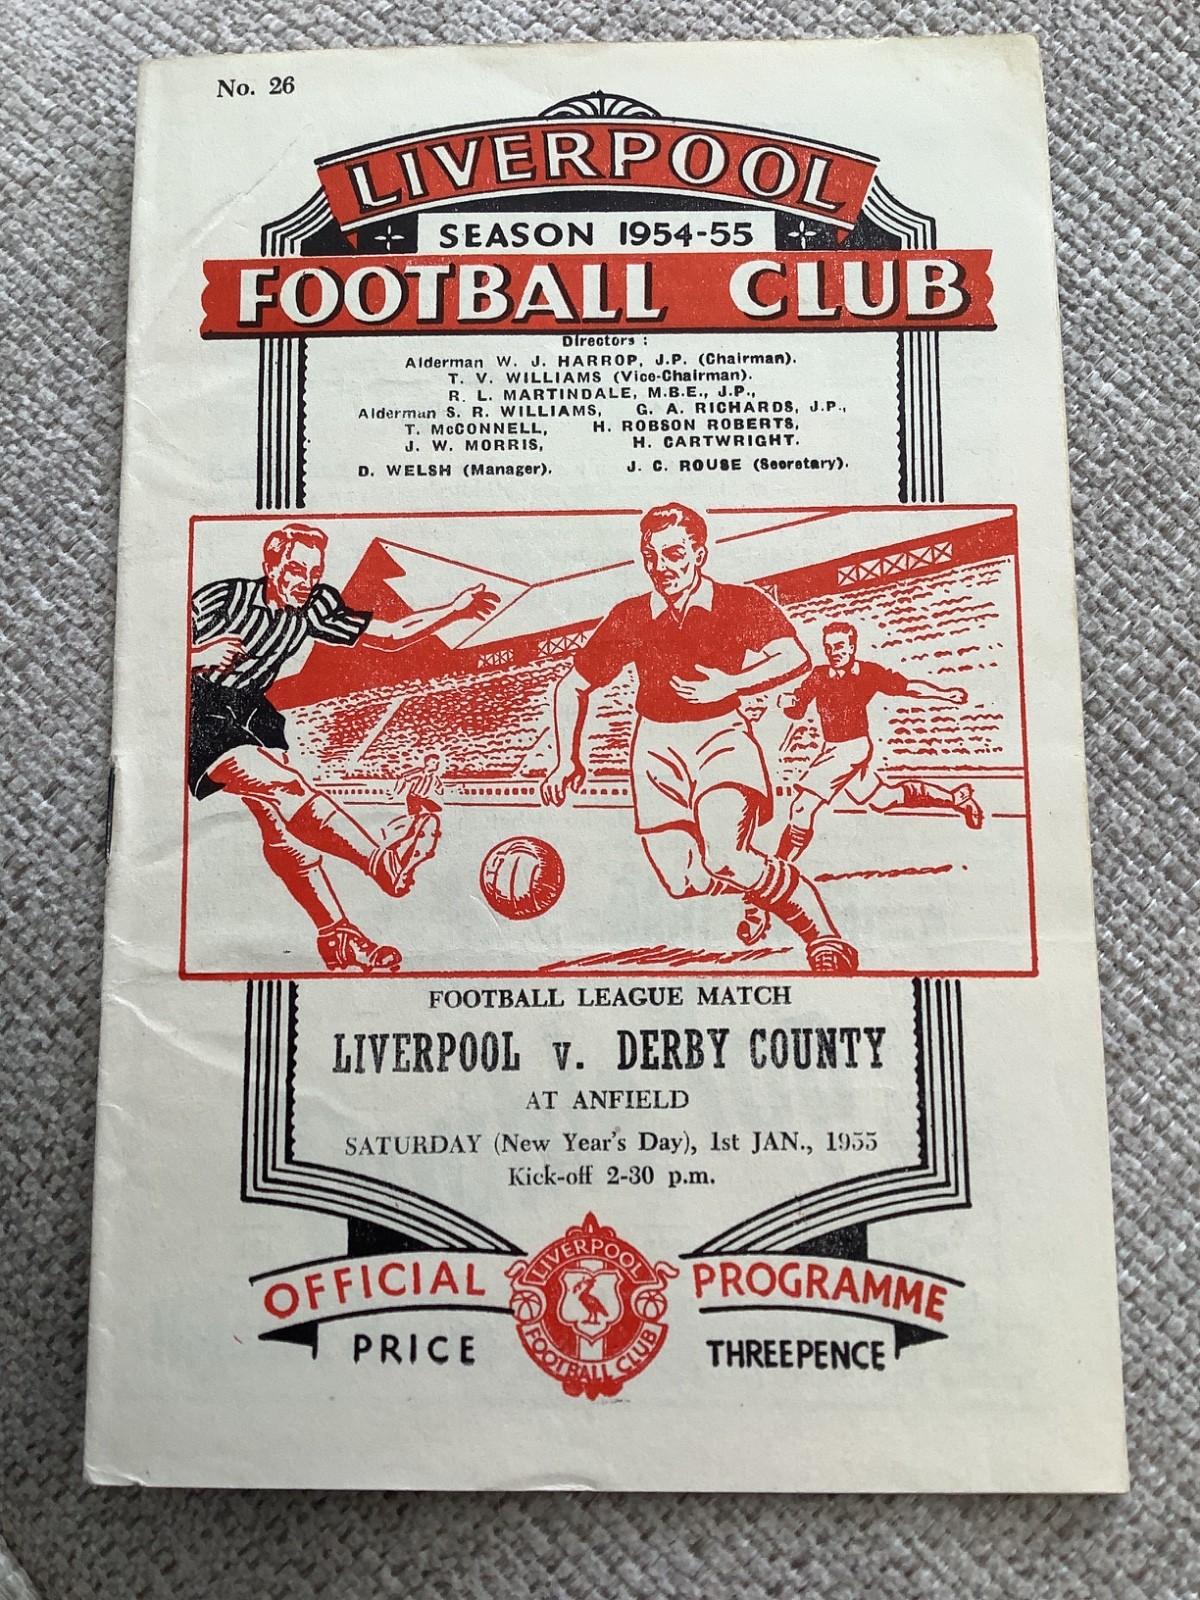 No. 26
LIVERPOOL
SEASON 1954-55
FOOTBALL CLUB
Directors :
Alderman W. J. HARROP, J.P. (Chairman).
T. V. WILLIAMS (Vice-Chairman).
R. L. MARTINDALE, M.B.E., J.P.,
Alderman S. R. WILLIAMS, G. A. RICHARDS, J.P.,
T. McCONNELL, H. ROBSON ROBERTS,
J. W. MORRIS, H. CARTWRIGHT.
D. WELSH (Manager). J. C. ROUSE (Secretary).
FOOTBALL LEAGUE MATCH
LIVERPOOL v. DERBY COUNTY
AT ANFIELD
SATURDAY (New Year's Day), 1st JAN., 1955
Kick-off 2-30 p.m.
OFFICIAL PROGRAMME
LIVERPOOL
FOOTBALL CLUB
PRICE THREEPENCE